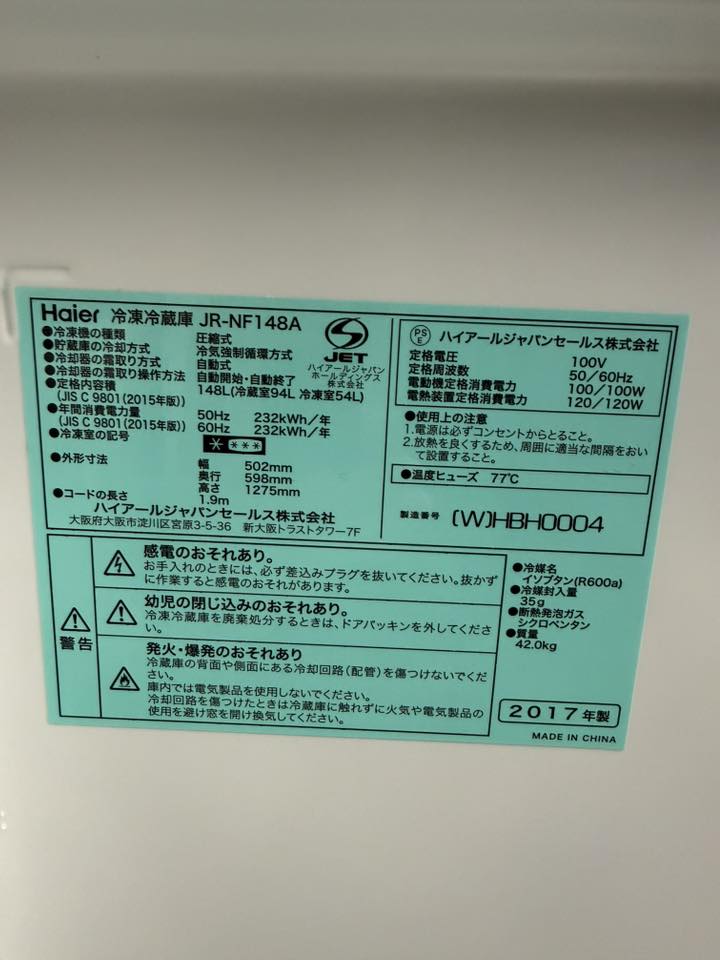 Haier 冷凍冷蔵庫 JR-NF148A
●冷凍機の種類 圧縮式
●貯蔵庫の冷却方式 冷気強制循環方式
●冷却器の霜取り方式 自動式
●冷却器の霜取り操作方法 自動開始・自動終了
●定格内容積 148L(冷蔵室94L 冷凍室54L)
(JIS C 9801(2015年版))
●年間消費電力量 50Hz 232kWh/年
(JIS C 9801(2015年版)) 60Hz 232kWh/年
●冷凍室の記号 * ***
●外形寸法 幅 502mm
奥行 598mm
高さ 1275mm
●コードの長さ 1.9m
ハイアールジャパンセールス株式会社
大阪府大阪市淀川区宮原3-5-36 新大阪トラストタワー7F
JET
ハイアールジャパン
ホールディングス
株式会社
PS
E ハイアールジャパンセールス株式会社
定格電圧 100V
定格周波数 50/60Hz
電動機定格消費電力 100/100W
電熱装置定格消費電力 120/120W
●使用上の注意
1.電源は必ずコンセントからとること。
2.放熱を良くするため、周囲に適当な間隔をおい
て設置すること。
●温度ヒューズ 77℃
製造番号 (W)HBH0004
警告
感電のおそれあり。
お手入れのときには、必ず差込みプラグを抜いてください。抜かず
に作業すると感電のおそれがあります。
幼児の閉じ込みのおそれあり。
冷凍冷蔵庫を廃棄処分するときは、ドアパッキンを外してくださ
い。
発火・爆発のおそれあり
冷蔵庫の背面や側面にある冷却回路(配管)を傷つけないでくだ
さい。
庫内では電気製品を使用しないでください。
冷却回路を傷つけたときは冷蔵庫に触れずに火気や電気製品の
使用を避け窓を開け換気してください。
●冷媒名
イソブタン(R600a)
●冷媒封入量
35g
●断熱発泡ガス
シクロペンタン
●質量
42.0kg
2017年製
MADE IN CHINA